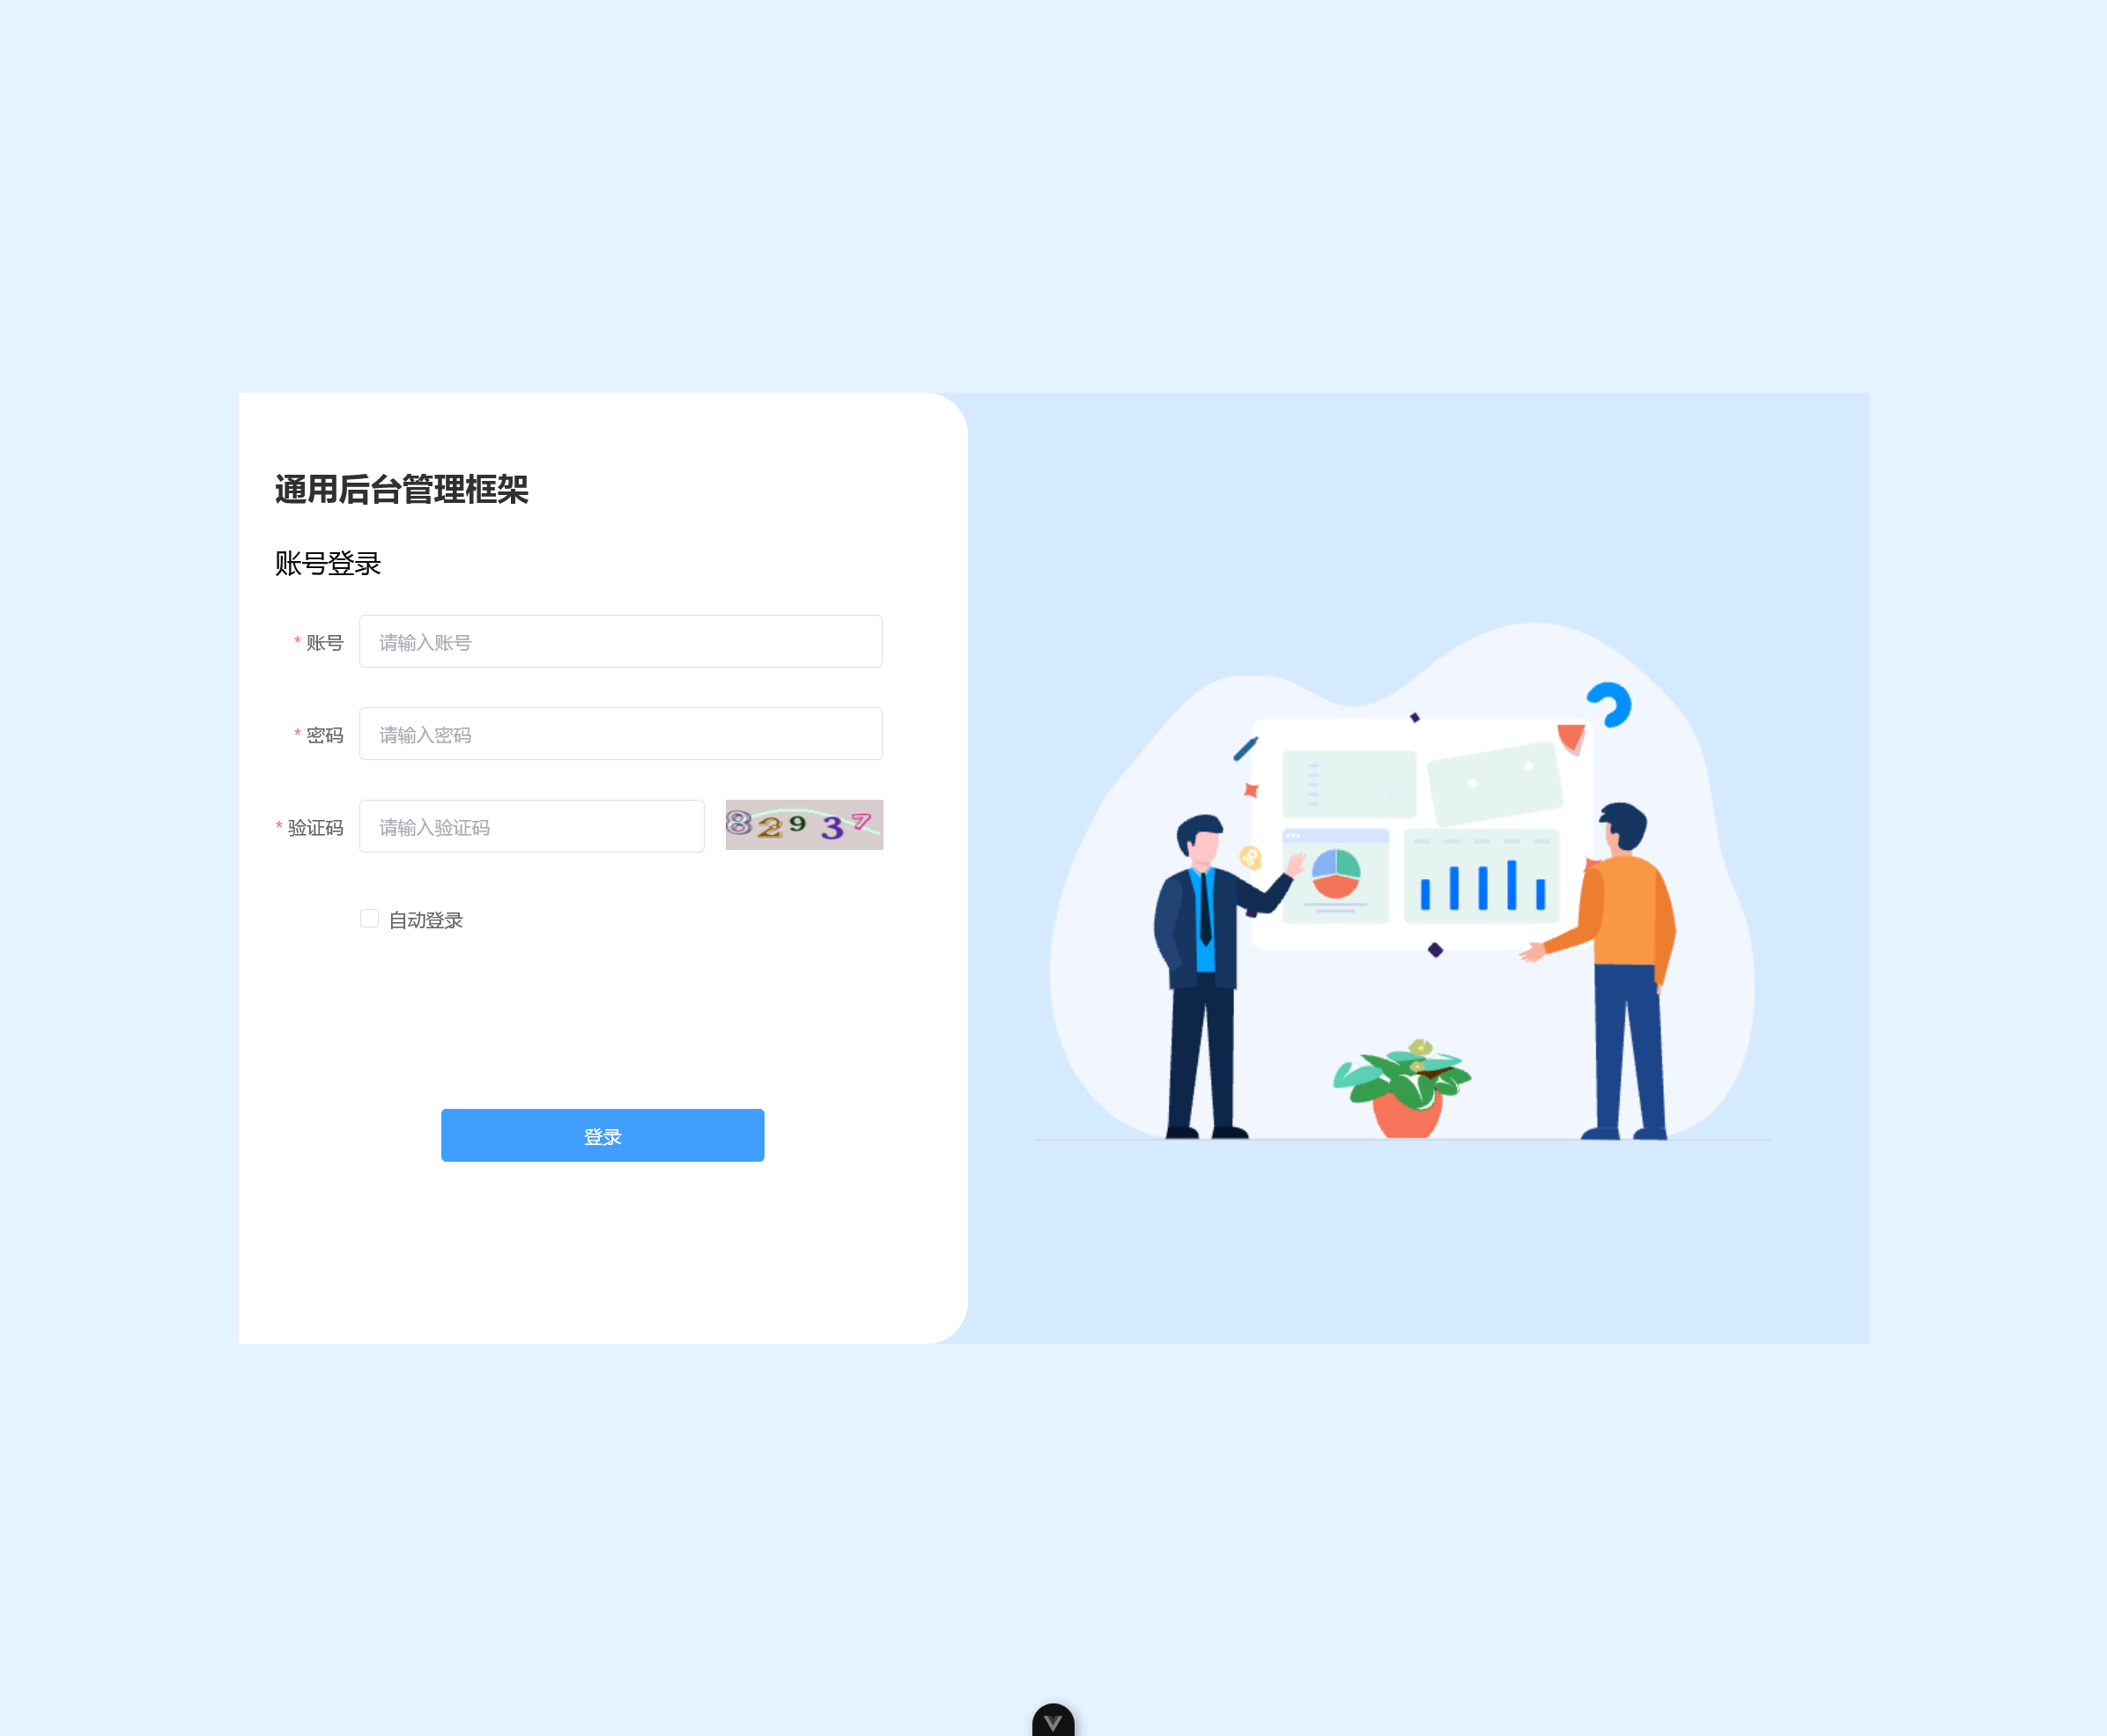 通用后台管理框架
账号登录
* 账号 请输入账号
* 密码 请输入密码
* 验证码 请输入验证码 82937
自动登录
登录